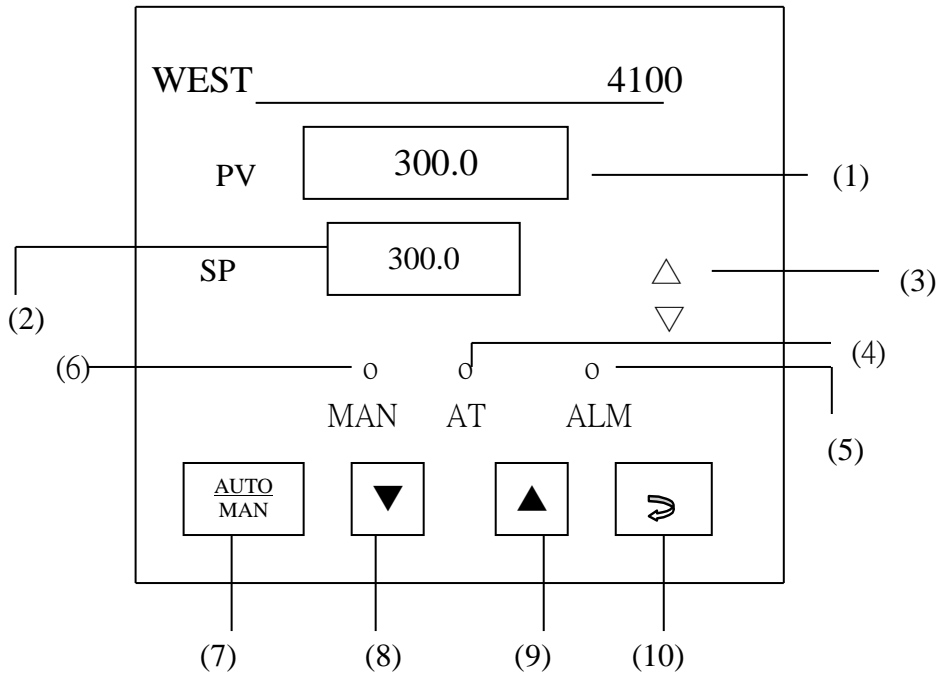 WEST 4100
PV 300.0 (1)
SP 300.0 △ (3)
(2) ▽
(6) o o o (4)
MAN AT ALM
(5)
AUTO ▼ ▲
MAN
(7) (8) (9) (10)